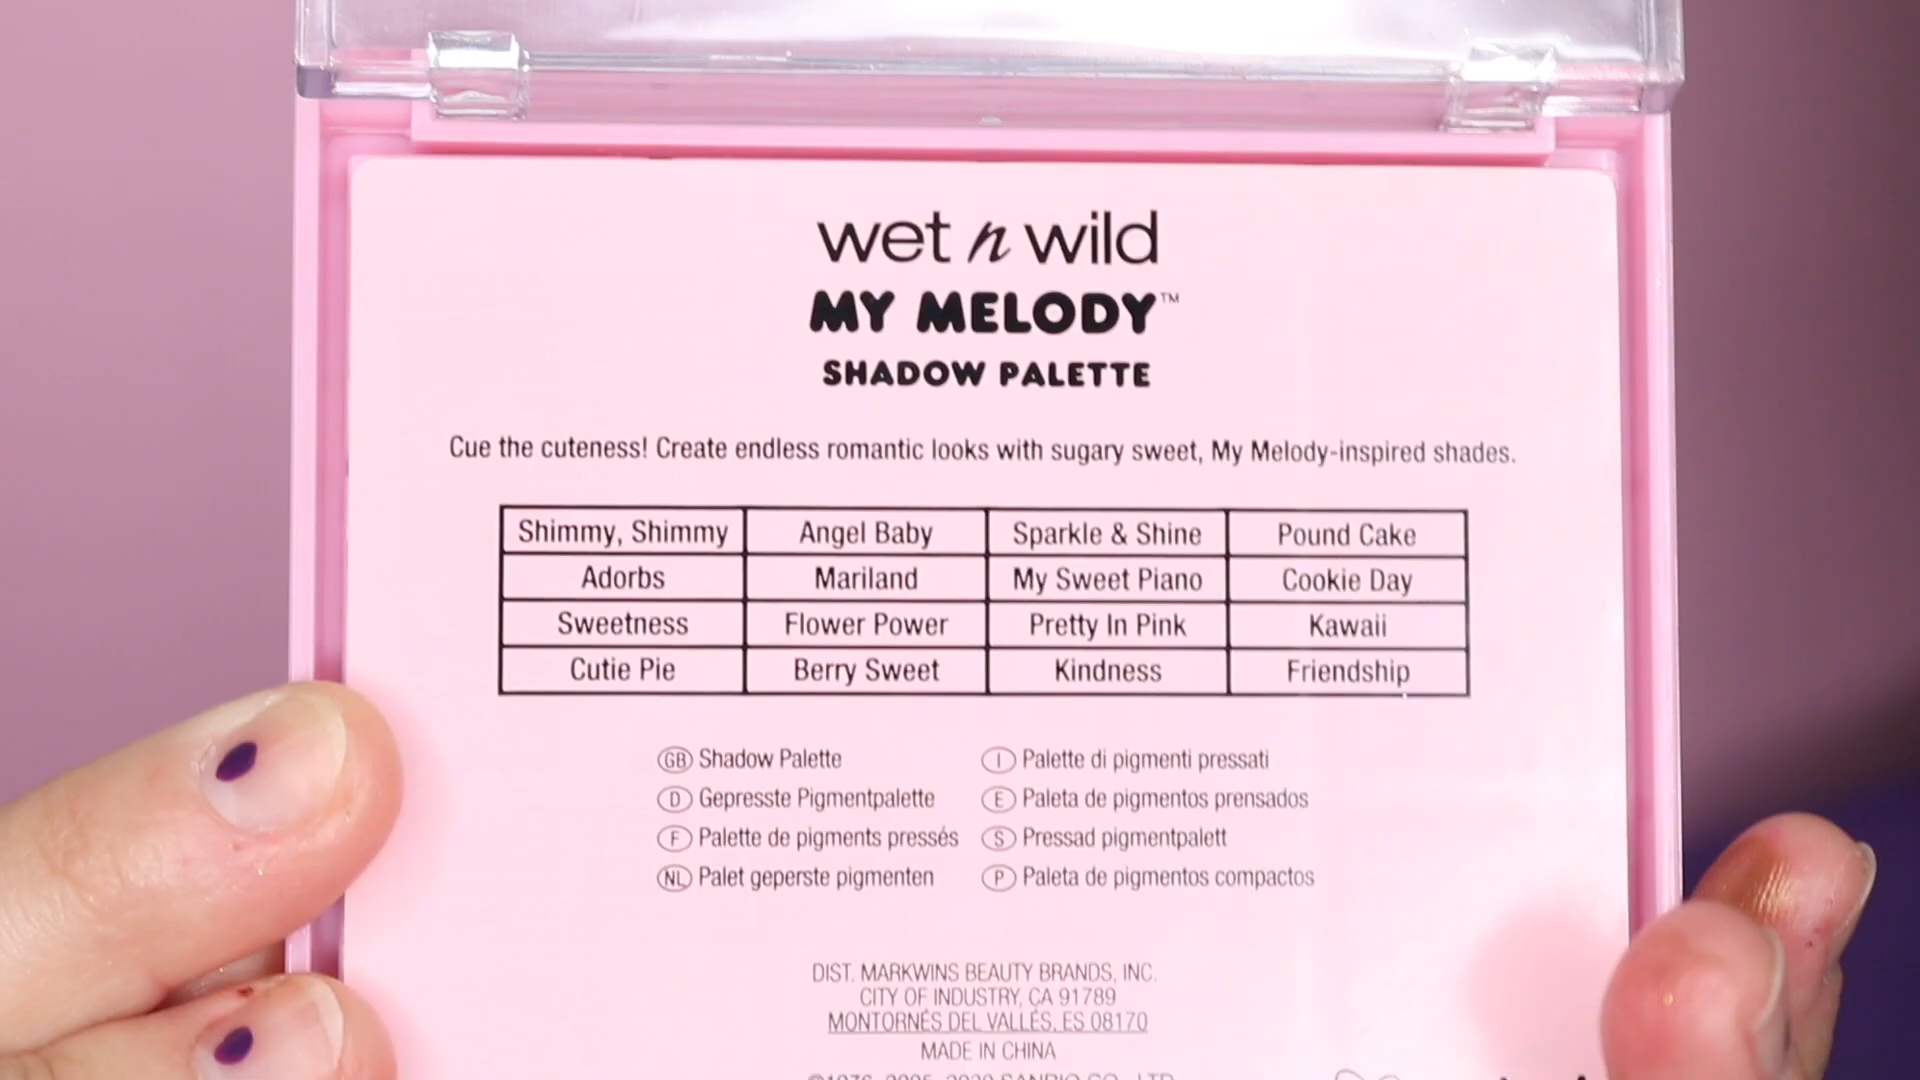 wet n wild
MY MELODY™
SHADOW PALETTE
Cue the cuteness! Create endless romantic looks with sugary sweet, My Melody-inspired shades.
Shimmy, Shimmy Angel Baby Sparkle & Shine Pound Cake
Adorbs Mariland My Sweet Piano Cookie Day
Sweetness Flower Power Pretty In Pink Kawaii
Cutie Pie Berry Sweet Kindness Friendship
GB Shadow Palette I Palette di pigmenti pressati
D Gepresste Pigmentpalette E Paleta de pigmentos prensados
F Palette de pigments pressés S Pressad pigmentpalett
NL Palet geperste pigmenten P Paleta de pigmentos compactos
DIST. MARKWINS BEAUTY BRANDS, INC.
CITY OF INDUSTRY, CA 91789
MONTORNÉS DEL VALLÉS, ES 08170
MADE IN CHINA
SANRIO CO., LTD.